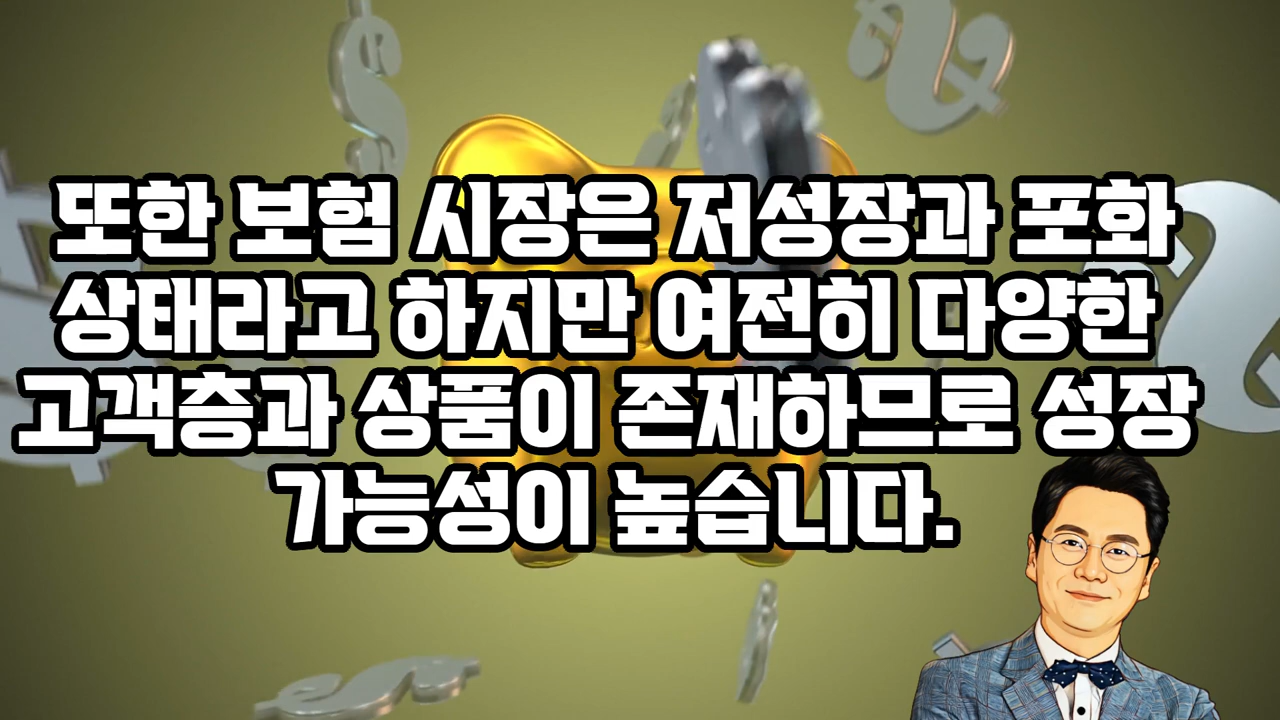 또한 보험 시장은 저성장과 포화
상태라고 하지만 여전히 다양한
고객층과 상품이 존재하므로 성장
가능성이 높습니다.